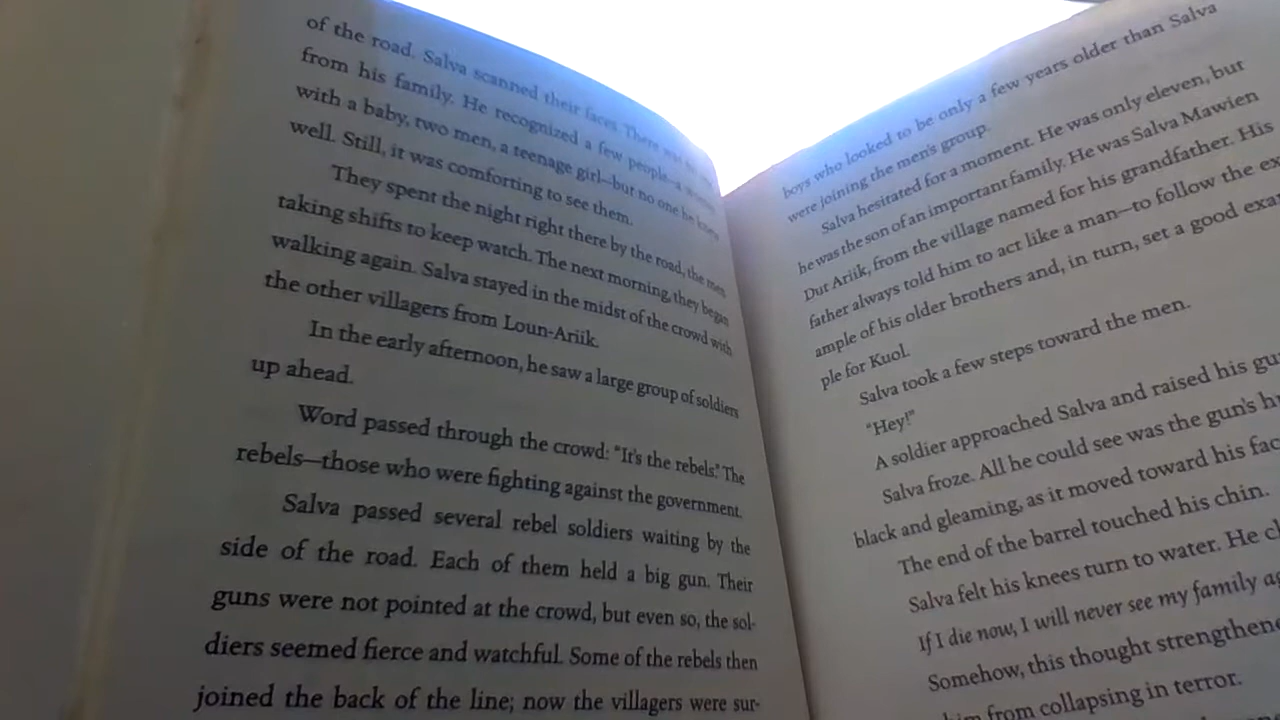 of the road. Salva scanned their faces. There was
from his family. He recognized a few people—a woman
with a baby, two men, a teenage girl—but no one he knew
well. Still, it was comforting to see them.
They spent the night right there by the road, the men
taking shifts to keep watch. The next morning, they began
walking again. Salva stayed in the midst of the crowd with
the other villagers from Loun-Ariik.
In the early afternoon, he saw a large group of soldiers
up ahead.
Word passed through the crowd: "It's the rebels." The
rebels—those who were fighting against the government.
Salva passed several rebel soldiers waiting by the
side of the road. Each of them held a big gun. Their
guns were not pointed at the crowd, but even so, the sol-
diers seemed fierce and watchful. Some of the rebels then
joined the back of the line; now the villagers were sur-
boys who looked to be only a few years older than Salva
were joining the men's group.
Salva hesitated for a moment. He was only eleven, but
he was the son of an important family. He was Salva Mawien
Dut Ariik, from the village named for his grandfather. His
father always told him to act like a man—to follow the ex
ample of his older brothers and, in turn, set a good exa
ple for Kuol.
Salva took a few steps toward the men.
"Hey!"
A soldier approached Salva and raised his gu
Salva froze. All he could see was the gun's
black and gleaming, as it moved toward his fac
The end of the barrel touched his chin.
Salva felt his knees turn to water. He
If I die now, I will never see my family
Somehow, this thought strengthene
him from collapsing in terror.